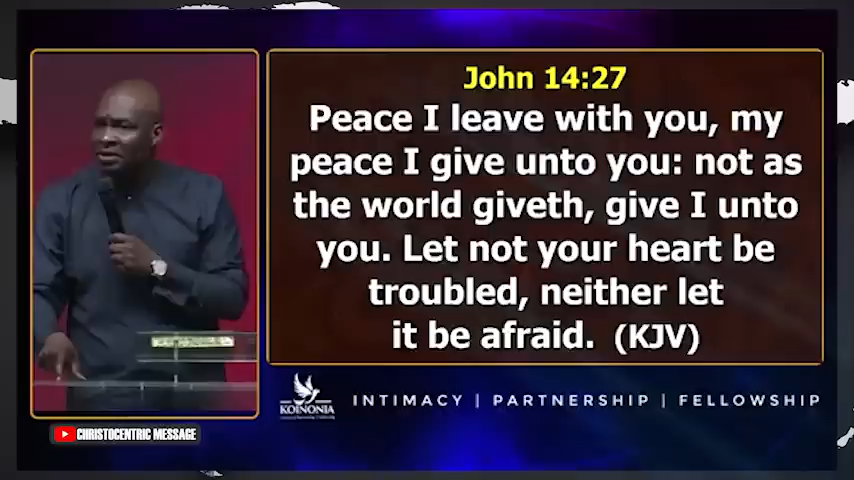 John 14:27
Peace I leave with you, my
peace I give unto you: not as
the world giveth, give I unto
you. Let not your heart be
troubled, neither let
it be afraid. (KJV)
KOINONIA
INTIMACY | PARTNERSHIP | FELLOWSHIP
CHRISTOCENTRIC MESSAGE